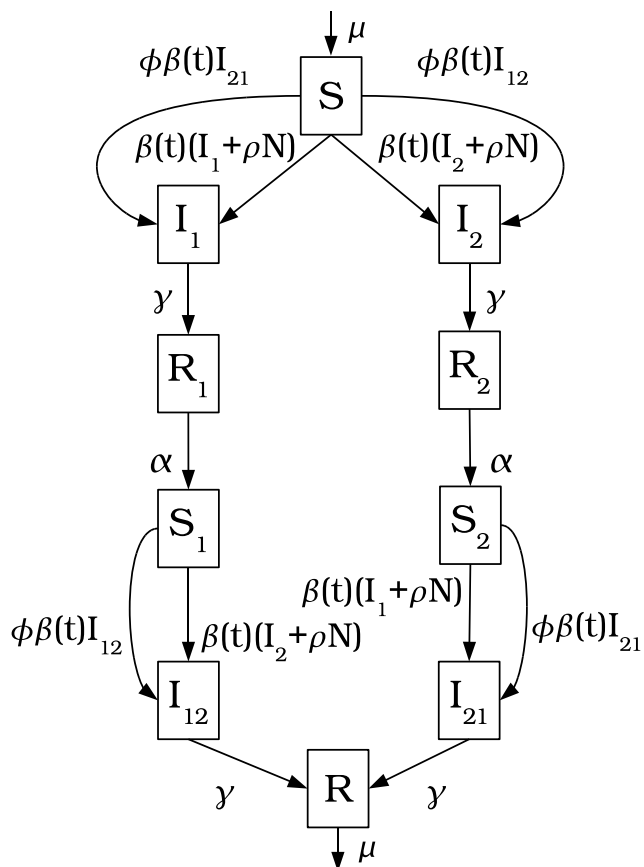 μ
ϕβ(t)I₂₁ S ϕβ(t)I₁₂
β(t)(I₁+ρN) β(t)(I₂+ρN)
I₁ I₂
γ γ
R₁ R₂
α α
S₁ S₂
β(t)(I₁+ρN)
ϕβ(t)I₁₂ β(t)(I₂+ρN) ϕβ(t)I₂₁
I₁₂ I₂₁
γ R γ
μ